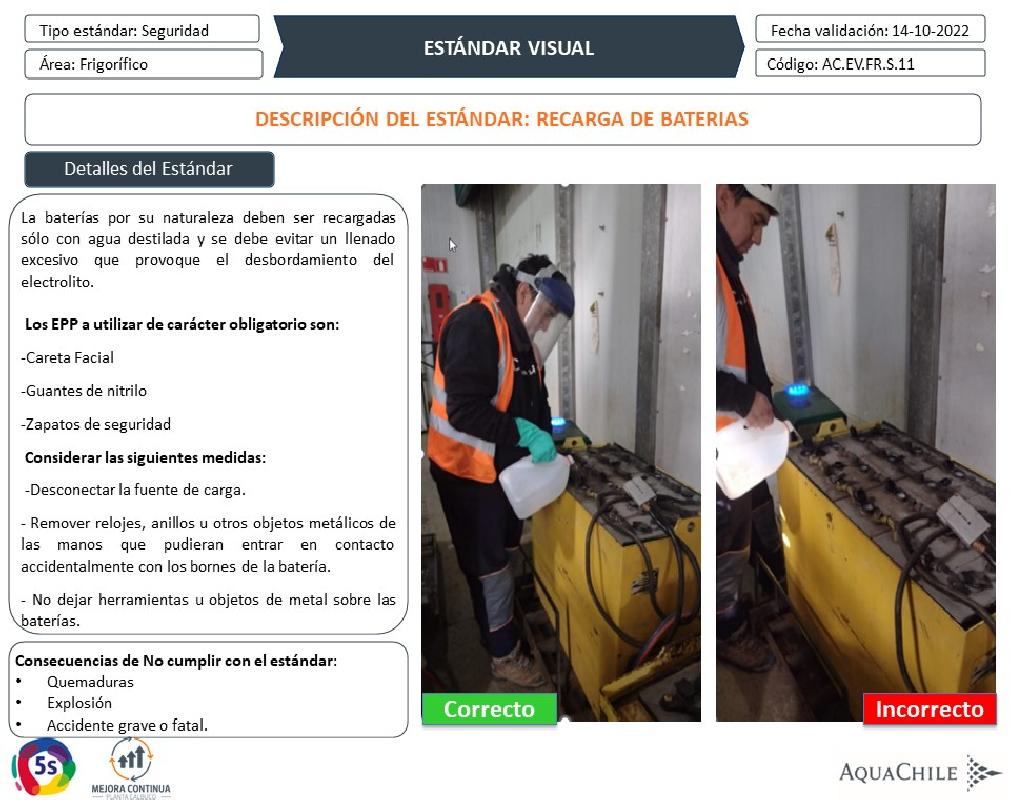 Tipo estándar: Seguridad
Área: Frigorífico
ESTÁNDAR VISUAL
Fecha validación: 14-10-2022
Código: AC.EV.FR.S.11
DESCRIPCIÓN DEL ESTÁNDAR: RECARGA DE BATERIAS
Detalles del Estándar
La baterías por su naturaleza deben ser recargadas
sólo con agua destilada y se debe evitar un llenado
excesivo que provoque el desbordamiento del
electrolito.
Los EPP a utilizar de carácter obligatorio son:
-Careta Facial
-Guantes de nitrilo
-Zapatos de seguridad
Considerar las siguientes medidas:
-Desconectar la fuente de carga.
- Remover relojes, anillos u otros objetos metálicos de
las manos que pudieran entrar en contacto
accidentalmente con los bornes de la batería.
- No dejar herramientas u objetos de metal sobre las
baterías.
Consecuencias de No cumplir con el estándar:
• Quemaduras
• Explosión
• Accidente grave o fatal.
Correcto
Incorrecto
5s
MEJORA CONTINUA
PLANTA CALBUCO
AQUACHILE